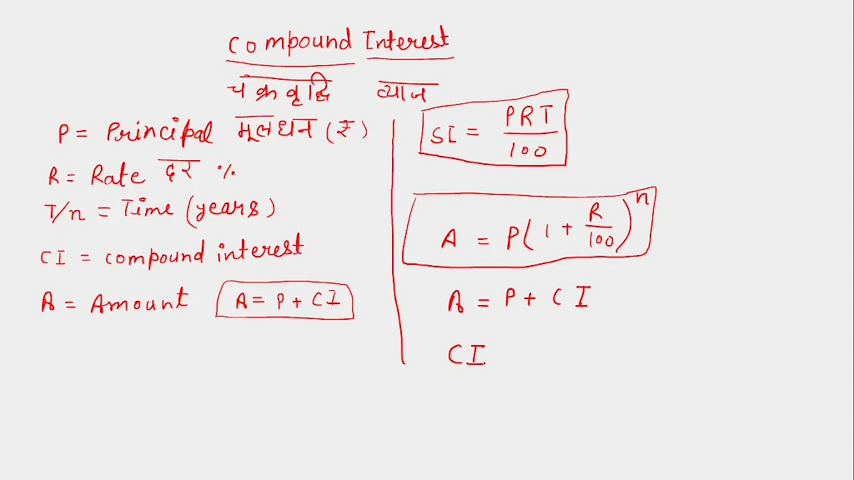 Compound Interest
चक्रवृद्धि व्याज
P = Principal मूलधन (₹)
R = Rate दर %
T/n = Time (years)
CI = compound interest
A = Amount A = P + CI
SI = PRT/100
A = P(1 + R/100)^n
A = P + CI
CI